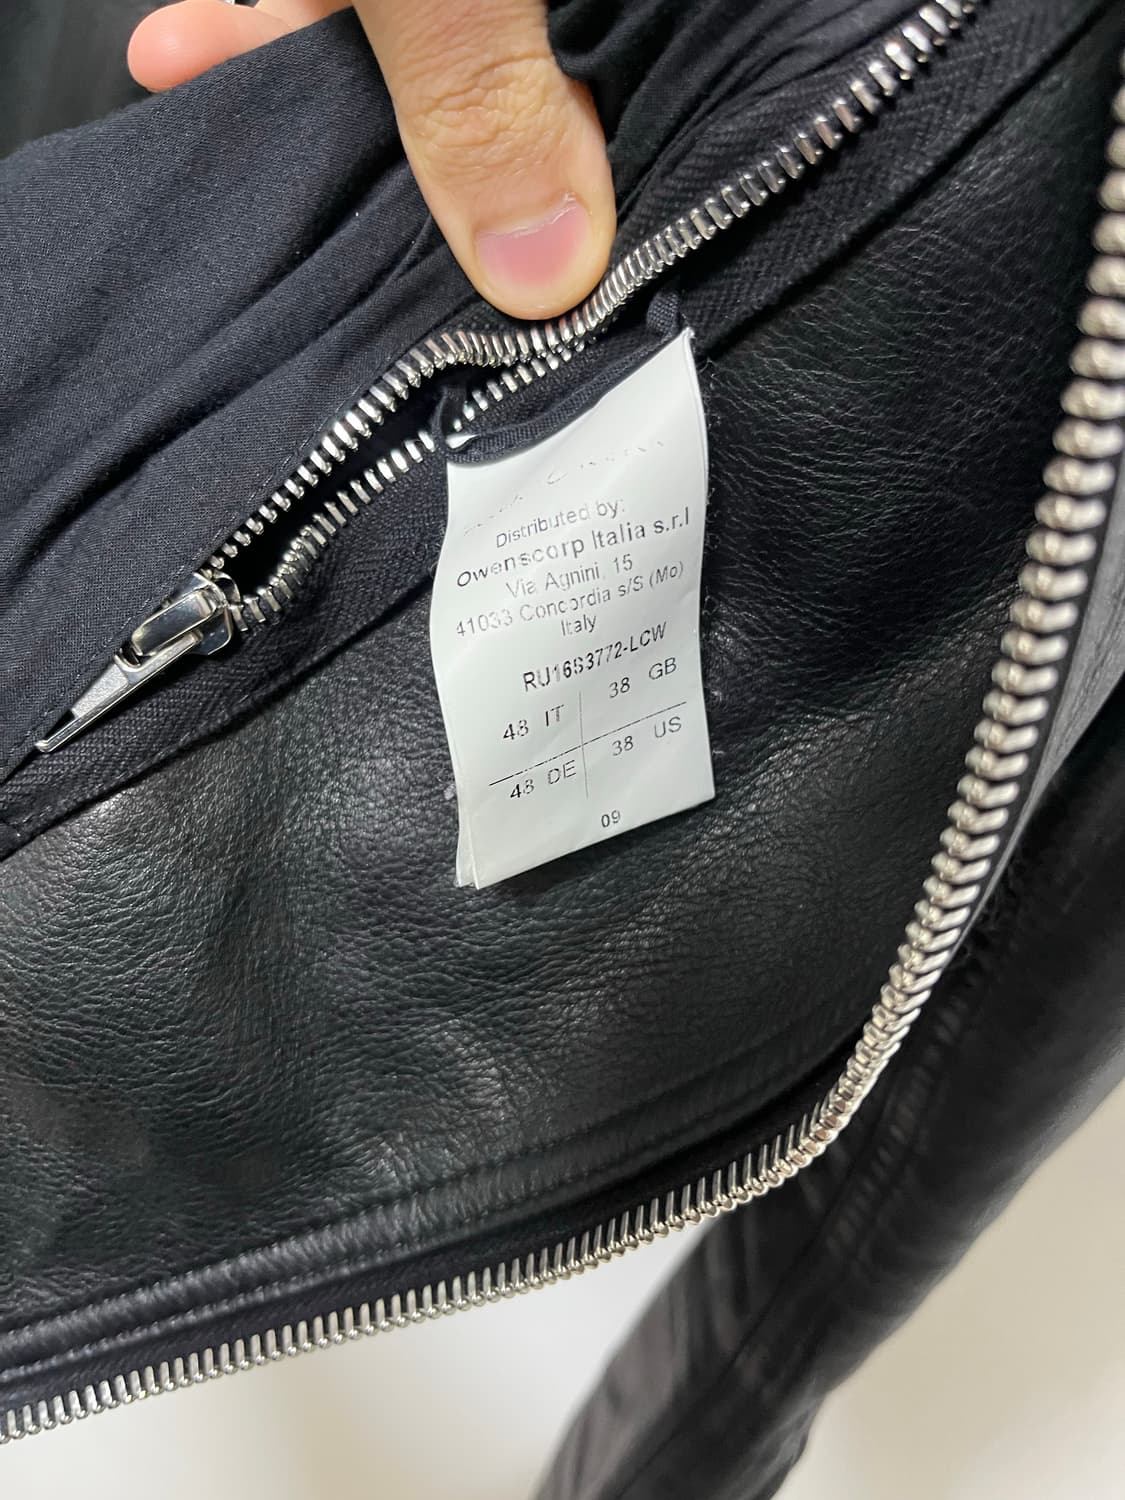 Distributed by:
Owenscorp Italia s.r.l
Via Agnini, 15
41033 Concordia s/S (Mo)
Italy
RU16S3772-LCW
48 IT 38 GB
48 DE 38 US
09